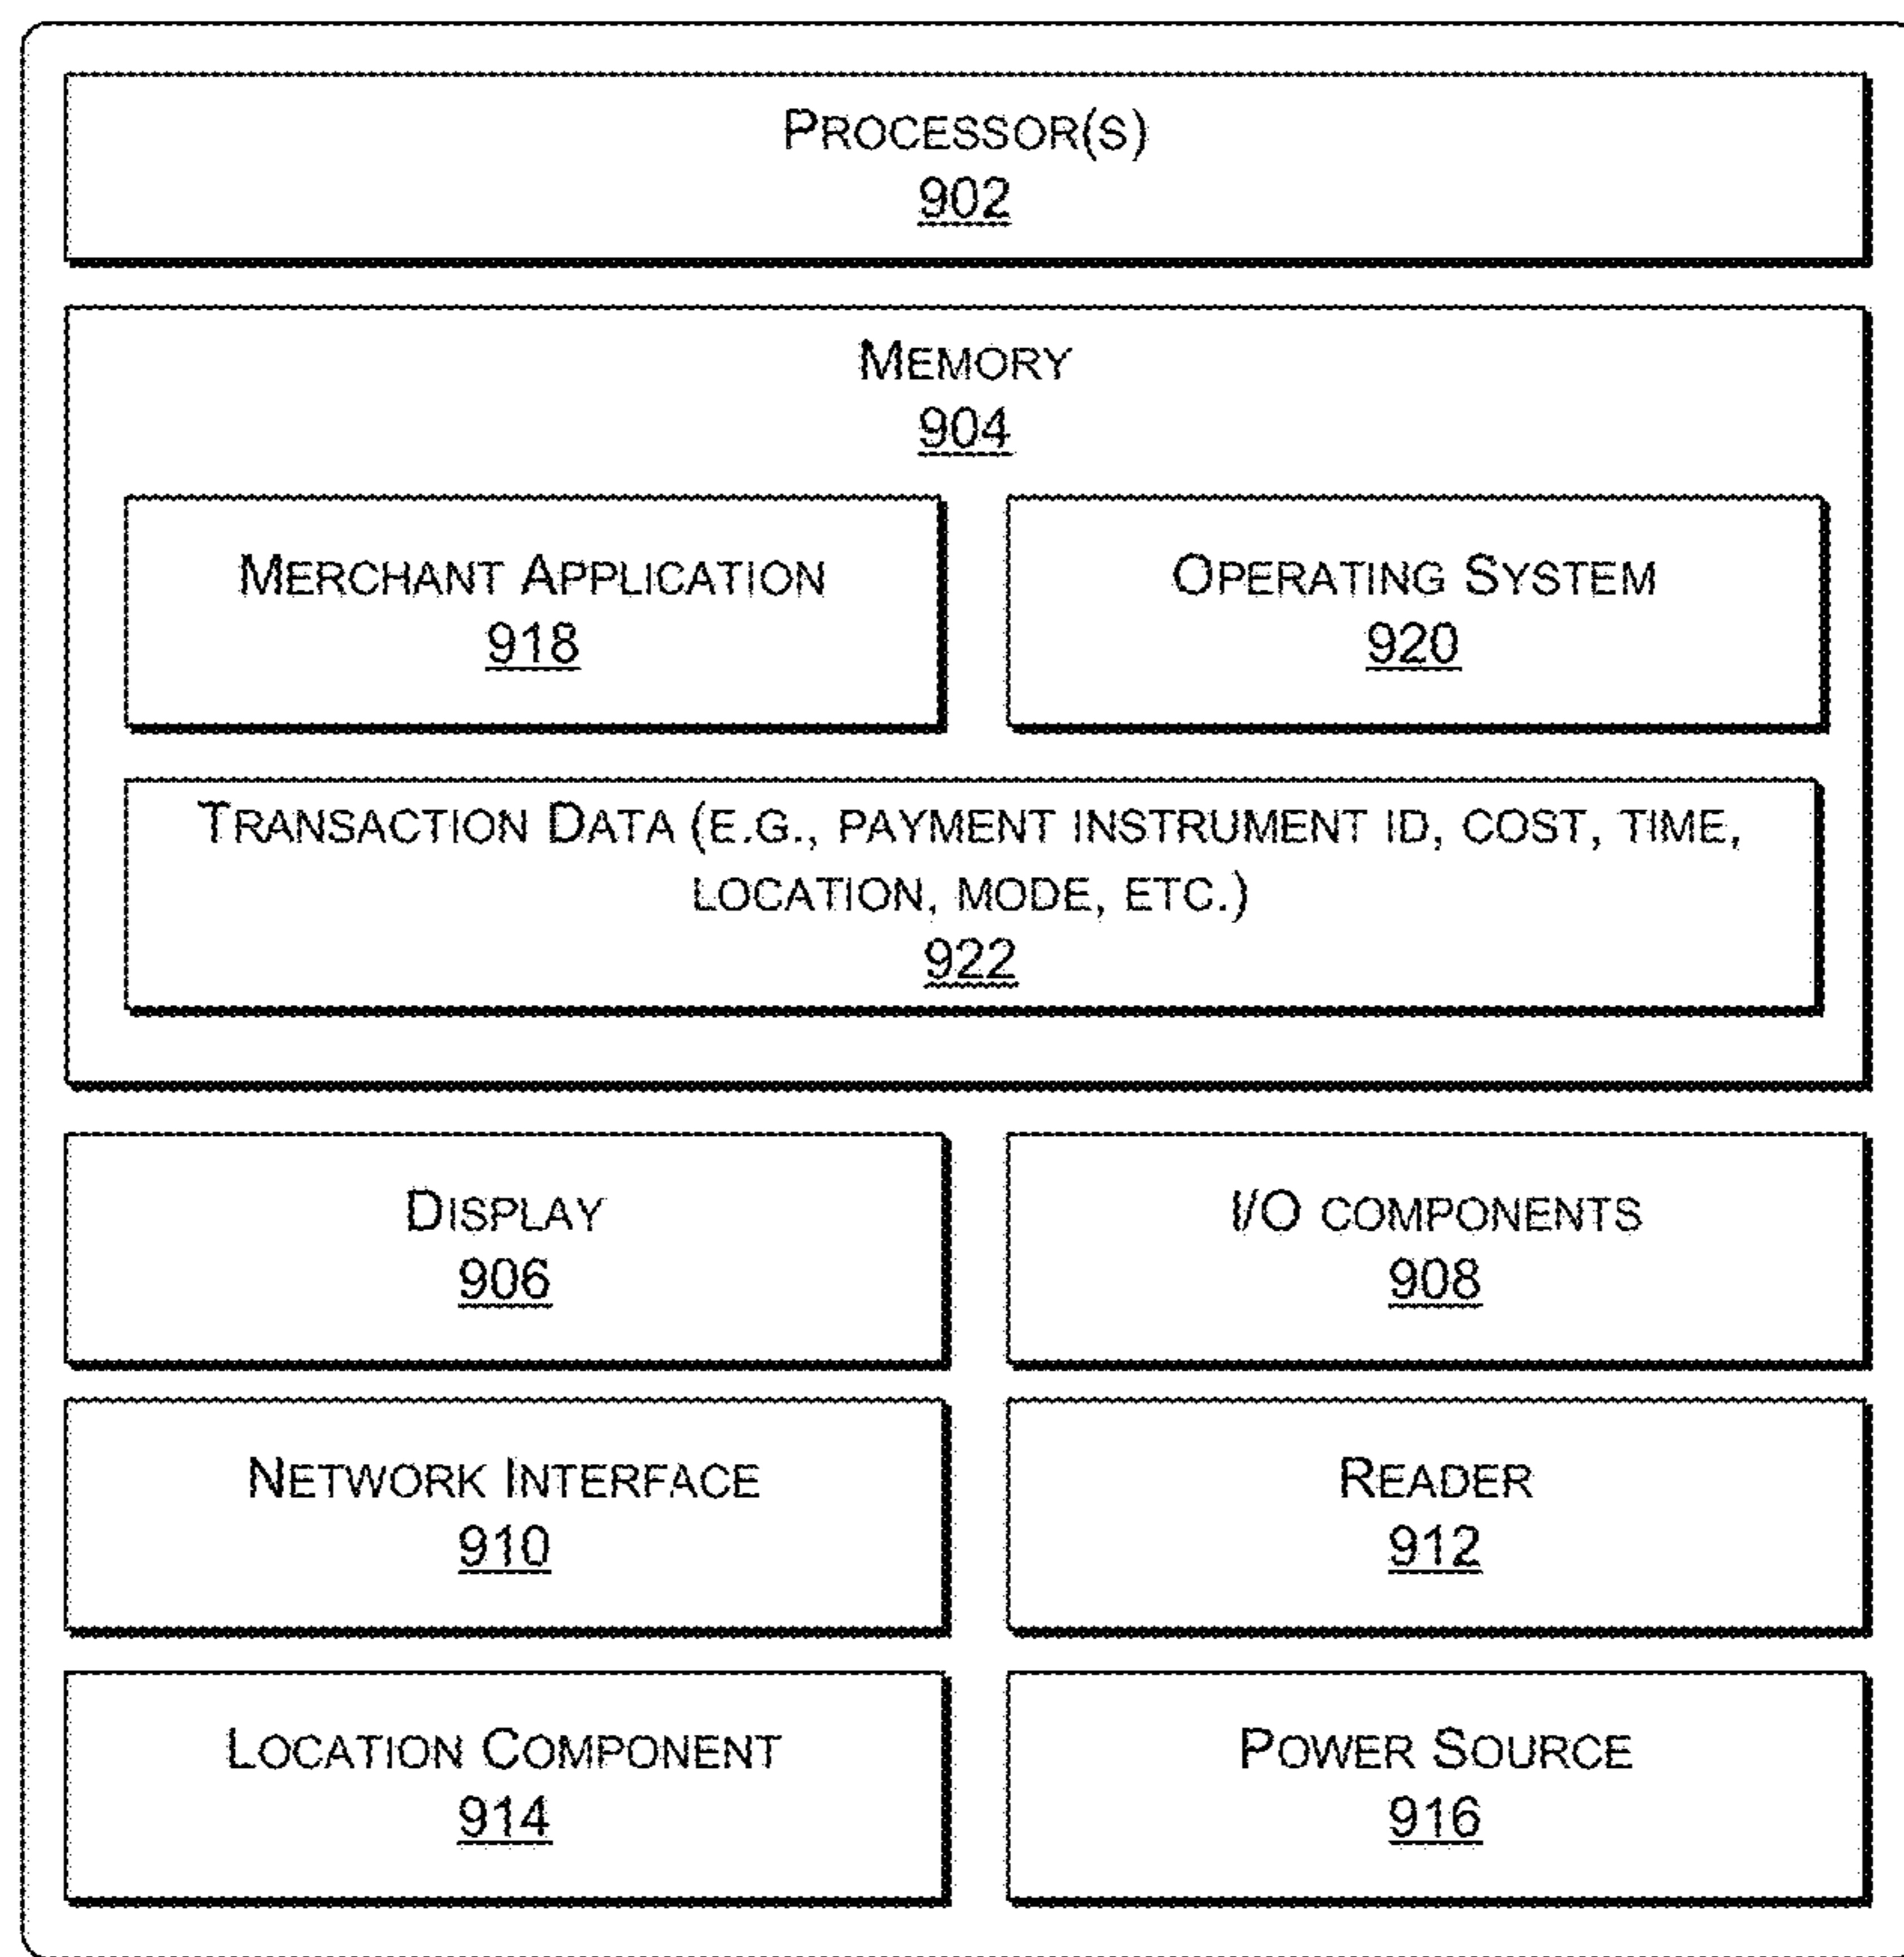 PROCESSOR(S)
902
MEMORY
904
MERCHANT APPLICATION
918
OPERATING SYSTEM
920
TRANSACTION DATA (E.G., PAYMENT INSTRUMENT ID, COST, TIME,
LOCATION, MODE, ETC.)
922
DISPLAY
906
I/O COMPONENTS
908
NETWORK INTERFACE
910
READER
912
LOCATION COMPONENT
914
POWER SOURCE
916